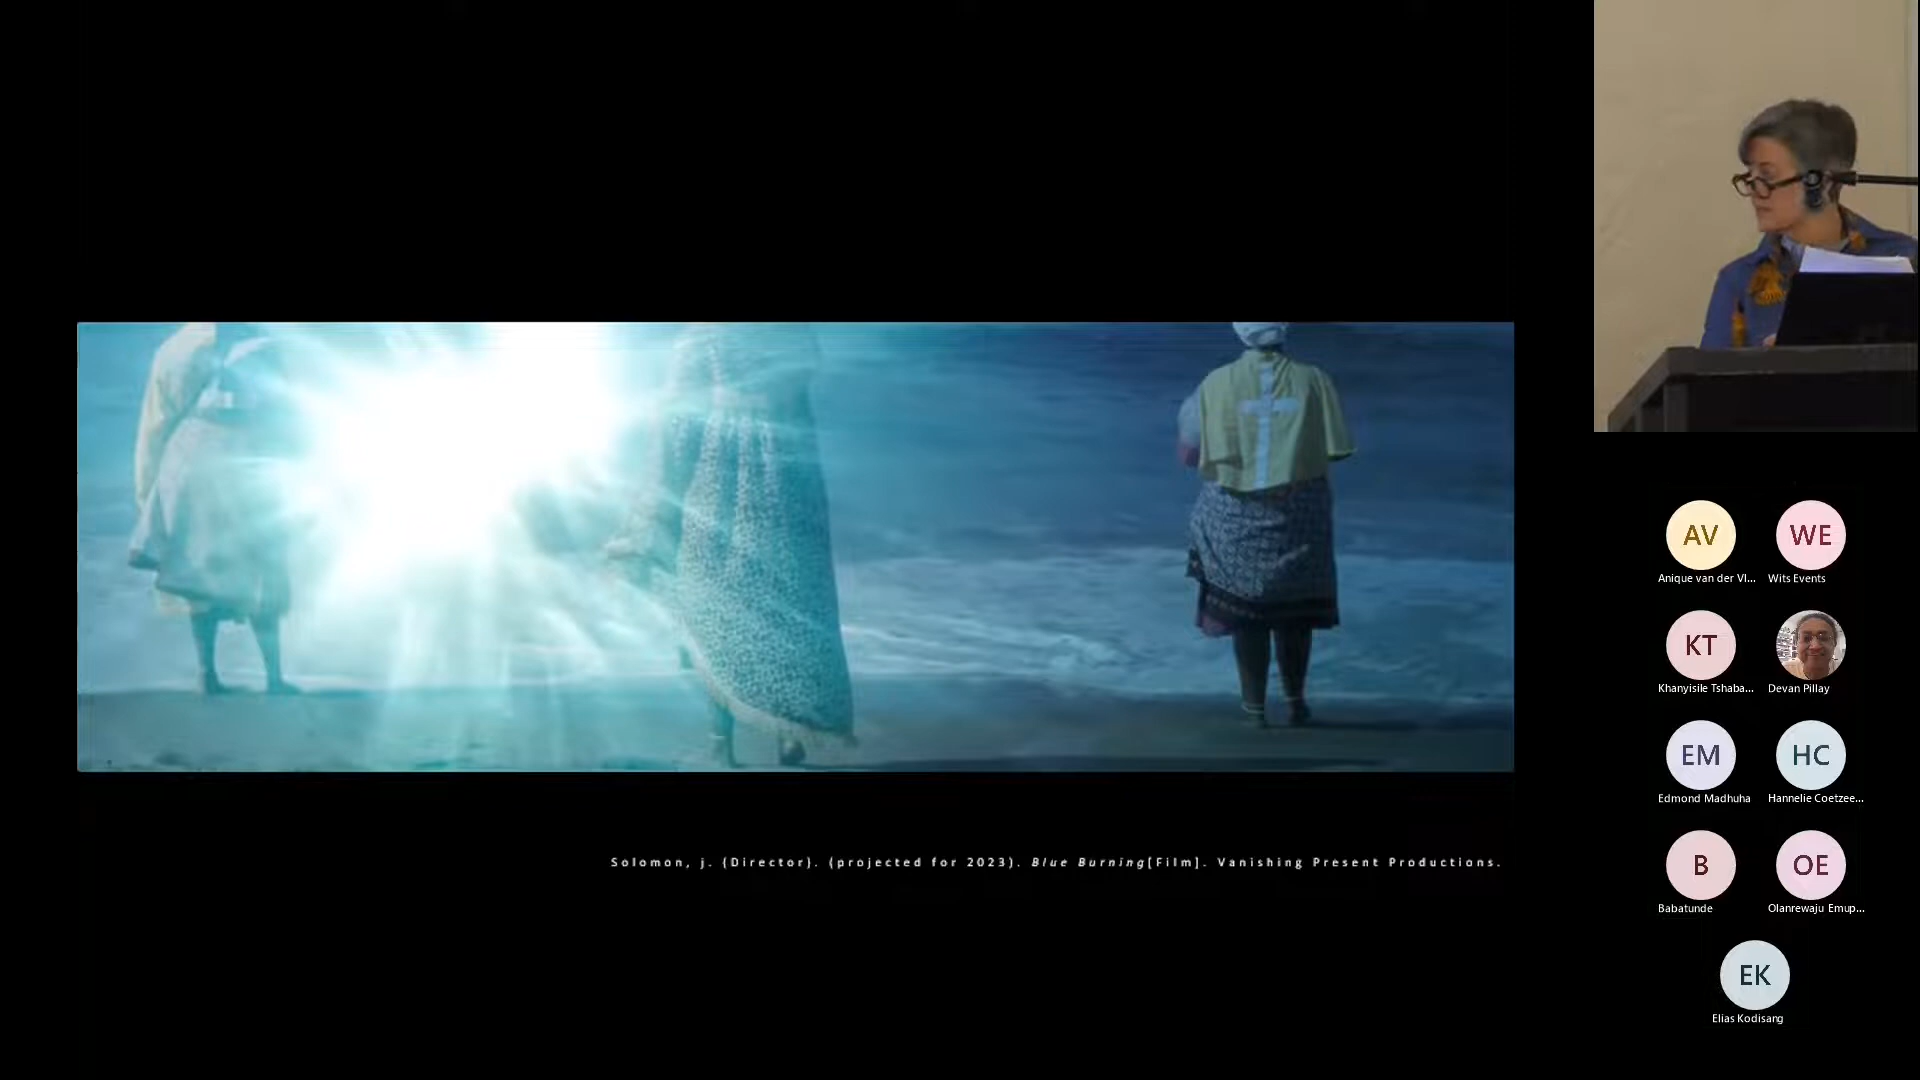 Solomon, j. (Director). (projected for 2023). Blue Burning[Film]. Vanishing Present Productions.
AV
Anique van der Vl...
WE
Wits Events
KT
Khanyisile Tshaba...
Devan Pillay
EM
Edmond Madhuha
HC
Hannelie Coetzee...
B
Babatunde
OE
Olanrewaju Emup...
EK
Elias Kodisang